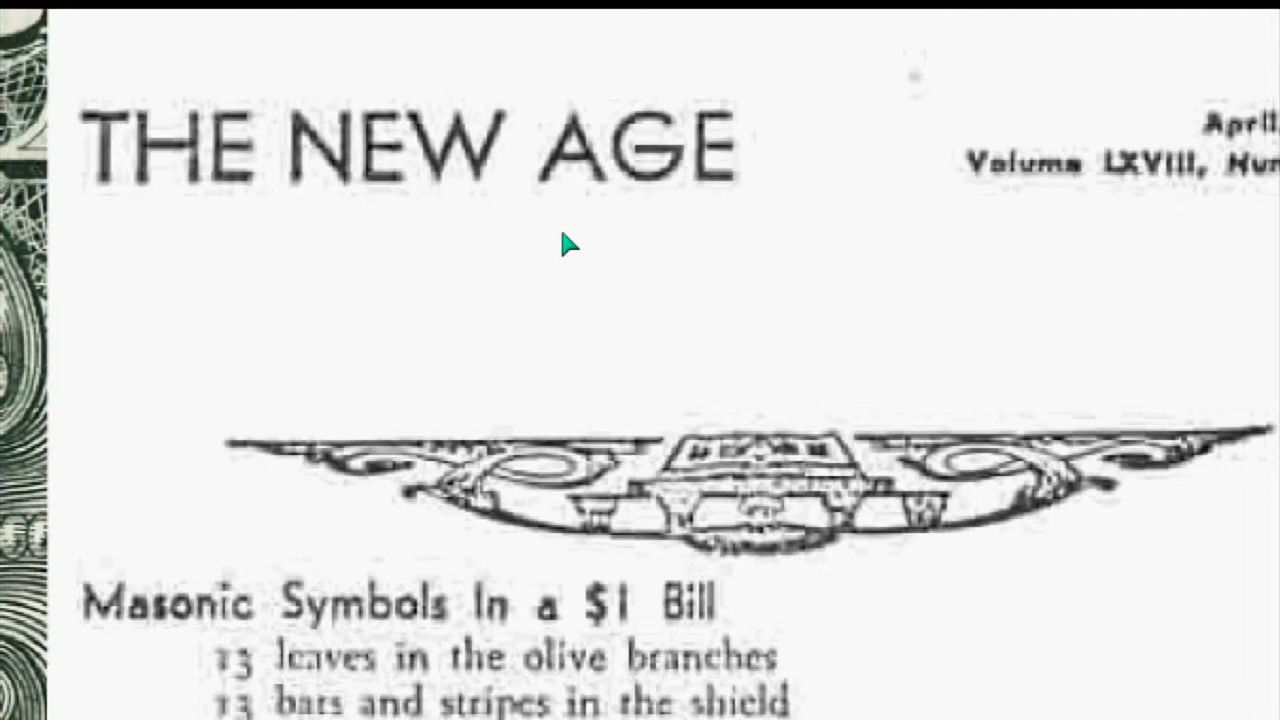 THE NEW AGE
April
Volume LXVIII,
Masonic Symbols In a $1 Bill
13 leaves in the olive branches
13 bars and stripes in the shield